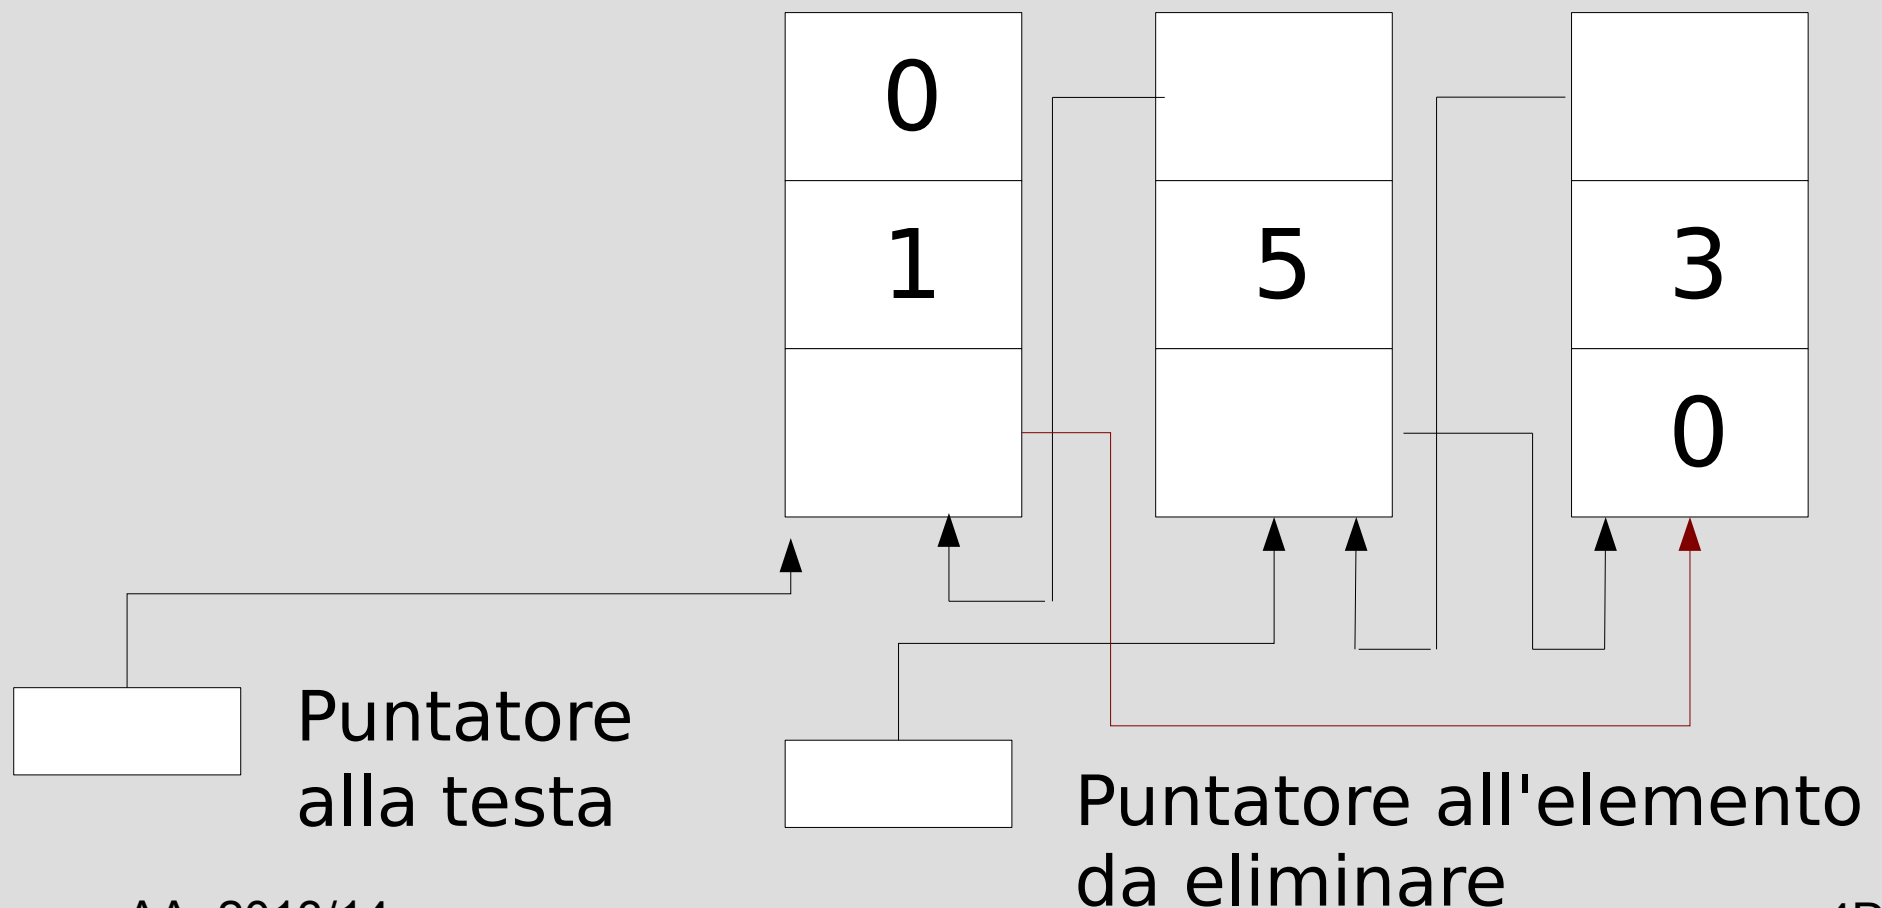 0
1
5
3
0
Puntatore
alla testa
Puntatore all'elemento
da eliminare